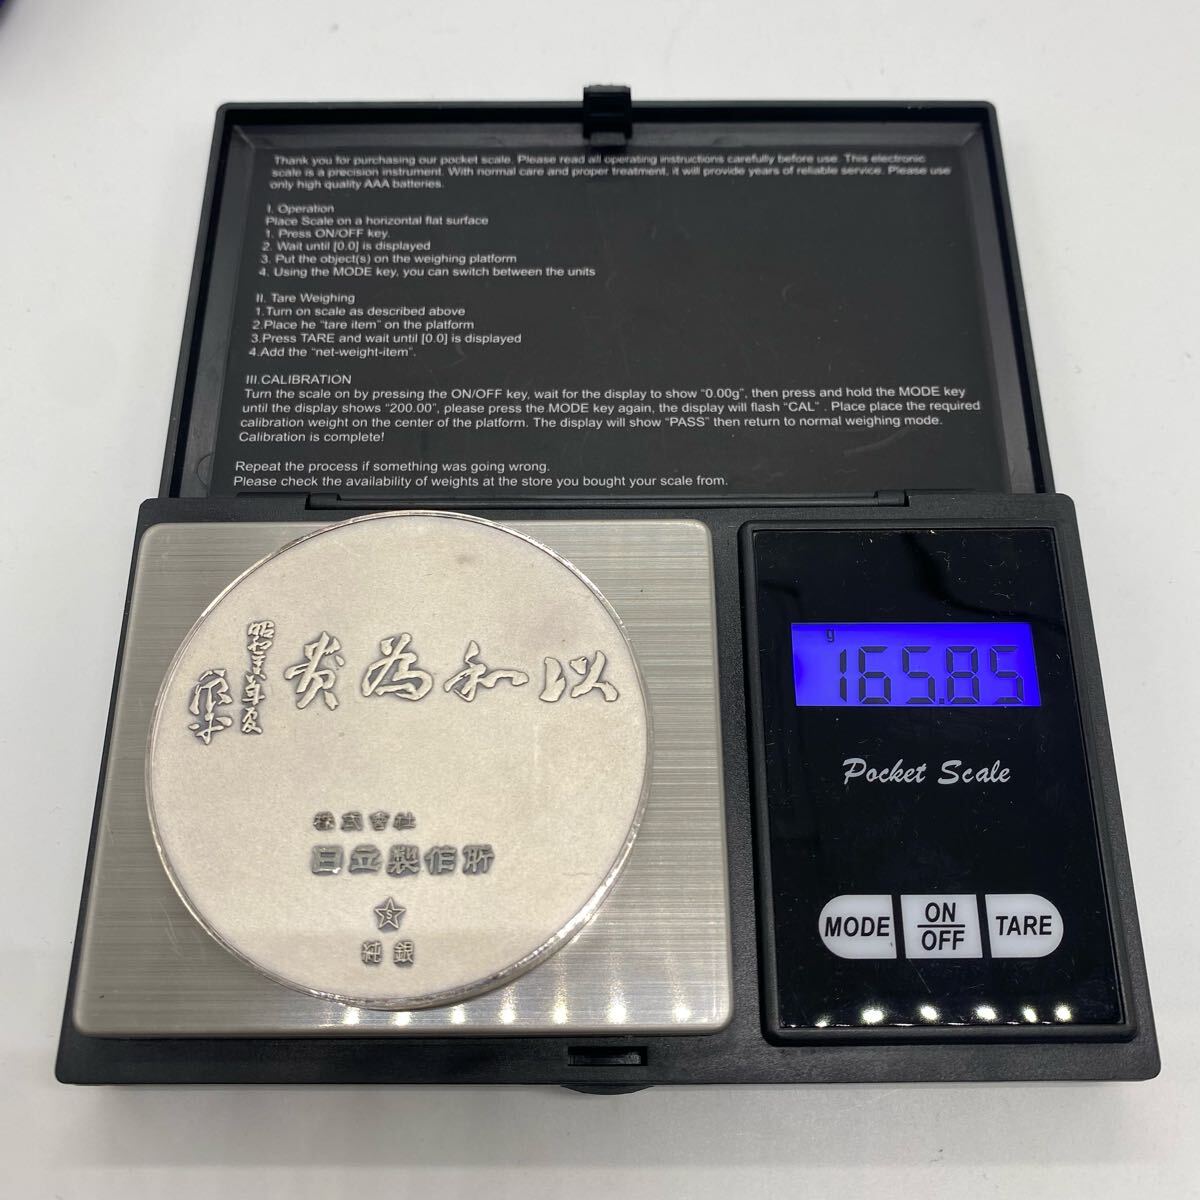 Thank you for purchasing our pocket scale. Please read all operating instructions carefully before use. This electronic
scale is a precision instrument. With normal care and proper treatment, it will provide years of reliable service. Please use
only high quality AAA batteries.
I. Operation
Place Scale on a horizontal flat surface
1. Press ON/OFF key.
2. Wait until [0.0] is displayed
3. Put the object(s) on the weighing platform
4. Using the MODE key, you can switch between the units
II. Tare Weighing
1.Turn on scale as described above
2.Place he "tare item" on the platform
3.Press TARE and wait until [0.0] is displayed
4.Add the "net-weight-item".
III.CALIBRATION
Turn the scale on by pressing the ON/OFF key, wait for the display to show "0.00g", then press and hold the MODE key
until the display shows "200.00", please press the MODE key again, the display will flash "CAL" . Place place the required
calibration weight on the center of the platform. The display will show "PASS" then return to normal weighing mode.
Calibration is complete!
Repeat the process if something was going wrong.
Please check the availability of weights at the store you bought your scale from.
以和為貴
昭和
株式会社
日立製作所
S
純銀
g
165.85
Pocket Scale
MODE
ON
OFF
TARE